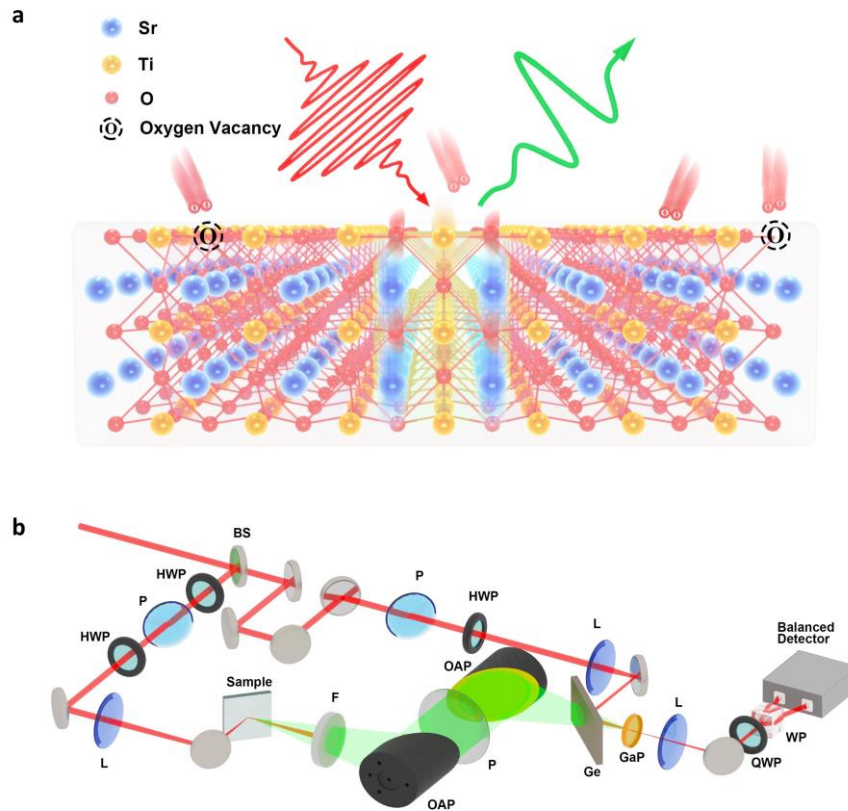 a
Sr
Ti
O
O Oxygen Vacancy
O O
O O
O O
O O
O
O
b
BS
HWP
P
HWP
P
HWP
L
Balanced
Detector
OAP
Sample
F
L
L
P
Ge
GaP
QWP
WP
OAP